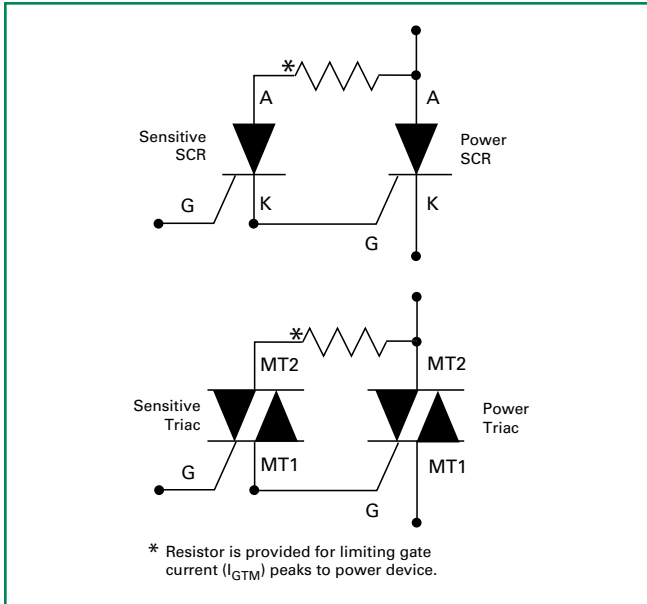 *
A
A
Sensitive
SCR
Power
SCR
G
K
K
G
*
MT2
MT2
Sensitive
Triac
Power
Triac
G
MT1
MT1
G
* Resistor is provided for limiting gate
current (IGTM) peaks to power device.